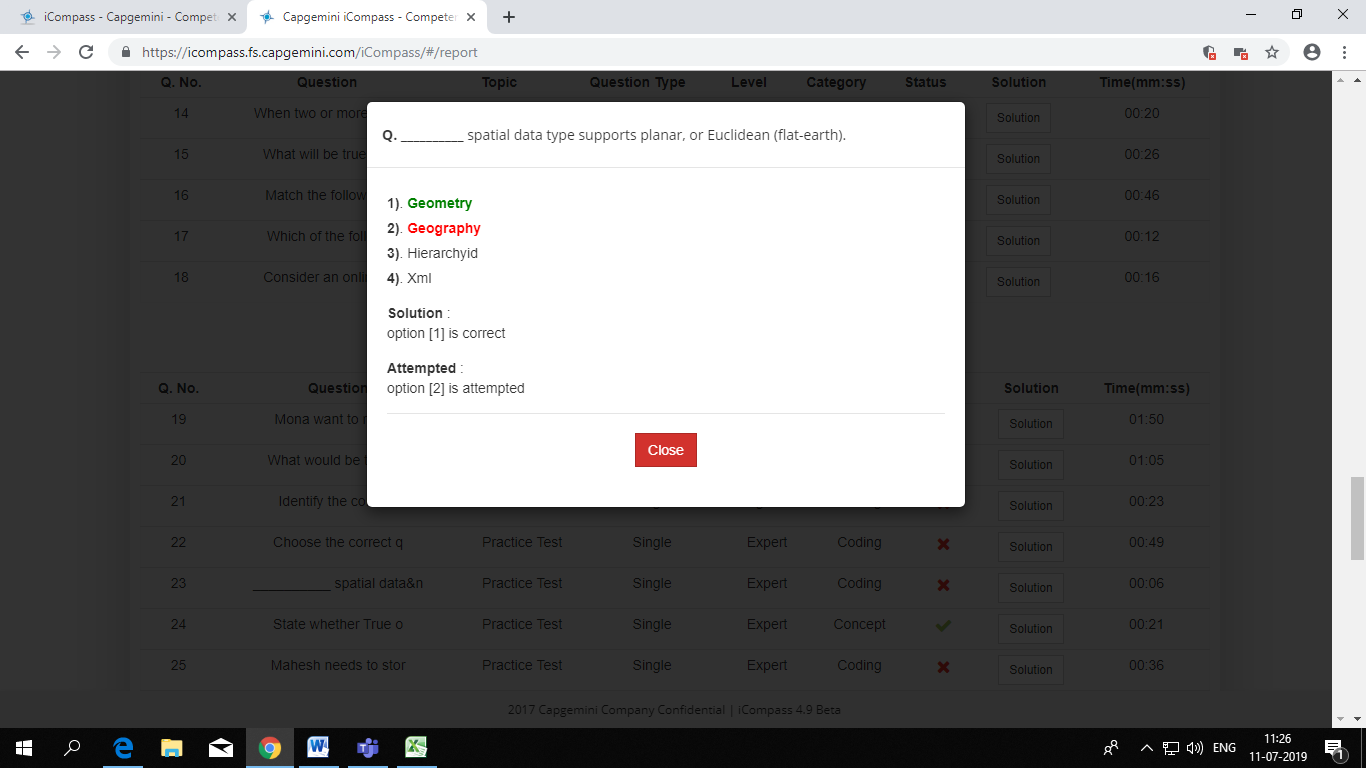 iCompass - Capgemini - Compet
Capgemini iCompass - Competen
https://icompass.fs.capgemini.com/iCompass/#/report
Q. No. Question Topic Question Type Level Category Status Solution Time(mm:ss)
14 When two or more Solution 00:20
15 What will be true Solution 00:26
16 Match the follow Solution 00:46
17 Which of the foll Solution 00:12
18 Consider an onli Solution 00:16
Q. __________ spatial data type supports planar, or Euclidean (flat-earth).
1). Geometry
2). Geography
3). Hierarchyid
4). Xml
Solution :
option [1] is correct
Attempted :
option [2] is attempted
Close
Q. No. Question Solution Time(mm:ss)
19 Mona want to Solution 01:50
20 What would be Solution 01:05
21 Identify the co Solution 00:23
22 Choose the correct q Practice Test Single Expert Coding Solution 00:49
23 __________ spatial data&n Practice Test Single Expert Coding Solution 00:06
24 State whether True o Practice Test Single Expert Concept Solution 00:21
25 Mahesh needs to stor Practice Test Single Expert Coding Solution 00:36
2017 Capgemini Company Confidential | iCompass 4.9 Beta
ENG
11:26
11-07-2019
1